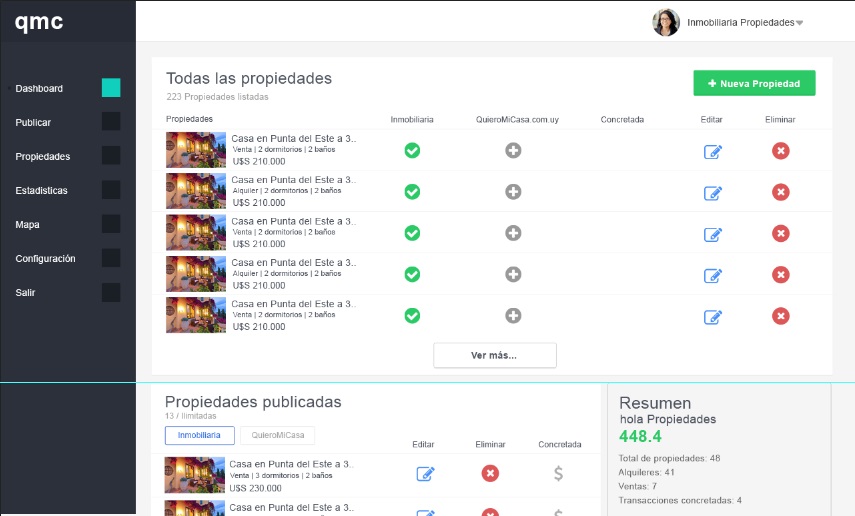 qmc
Inmobiliaria Propiedades
Dashboard
Publicar
Propiedades
Estadisticas
Mapa
Configuración
Salir
Todas las propiedades
223 Propiedades listadas
Nueva Propiedad
Propiedades Inmobiliaria QuieroMiCasa.com.uy Concretada Editar Eliminar
Casa en Punta del Este a 3..
Venta | 2 dormitorios | 2 baños
U$S 210.000
Casa en Punta del Este a 3..
Alquiler | 2 dormitorios | 2 baños
U$S 210.000
Casa en Punta del Este a 3..
Venta | 2 dormitorios | 2 baños
U$S 210.000
Casa en Punta del Este a 3..
Alquiler | 2 dormitorios | 2 baños
U$S 210.000
Casa en Punta del Este a 3..
Venta | 2 dormitorios | 2 baños
U$S 210.000
Ver más...
Propiedades publicadas
13 / Ilimitadas
Inmobiliaria QuieroMiCasa
Editar Eliminar Concretada
Casa en Punta del Este a 3..
Venta | 3 dormitorios | 2 baños
U$S 230.000
$
Casa en Punta del Este a 3..
Resumen
hola Propiedades
448.4
Total de propiedades: 48
Alquileres: 41
Ventas: 7
Transacciones concretadas: 4